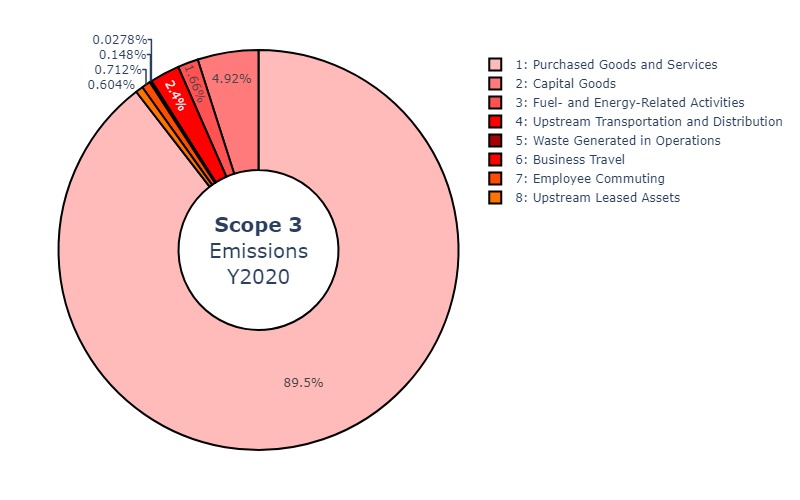 0.0278%
0.148%
0.712%
0.604%
2.4%
1.66%
4.92%
89.5%
Scope 3
Emissions
Y2020
1: Purchased Goods and Services
2: Capital Goods
3: Fuel- and Energy-Related Activities
4: Upstream Transportation and Distribution
5: Waste Generated in Operations
6: Business Travel
7: Employee Commuting
8: Upstream Leased Assets